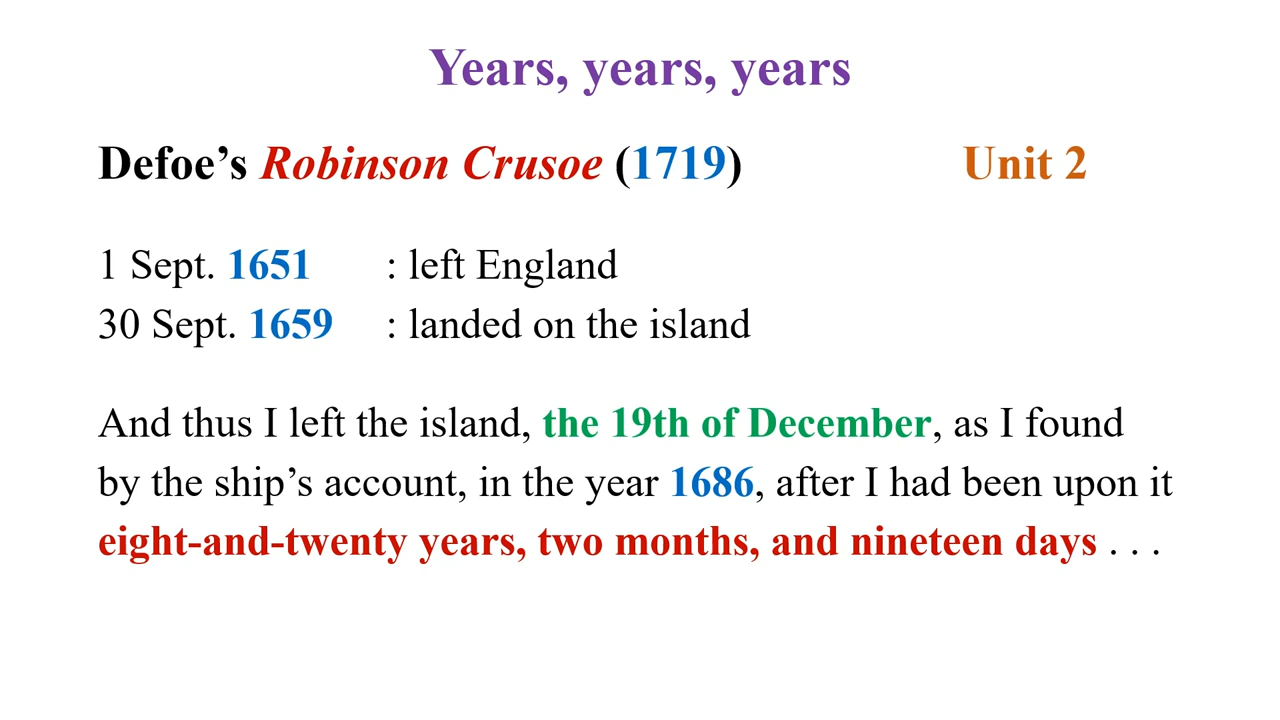 Years, years, years
Defoe’s Robinson Crusoe (1719) Unit 2
1 Sept. 1651 : left England
30 Sept. 1659 : landed on the island
And thus I left the island, the 19th of December, as I found
by the ship’s account, in the year 1686, after I had been upon it
eight-and-twenty years, two months, and nineteen days . . .